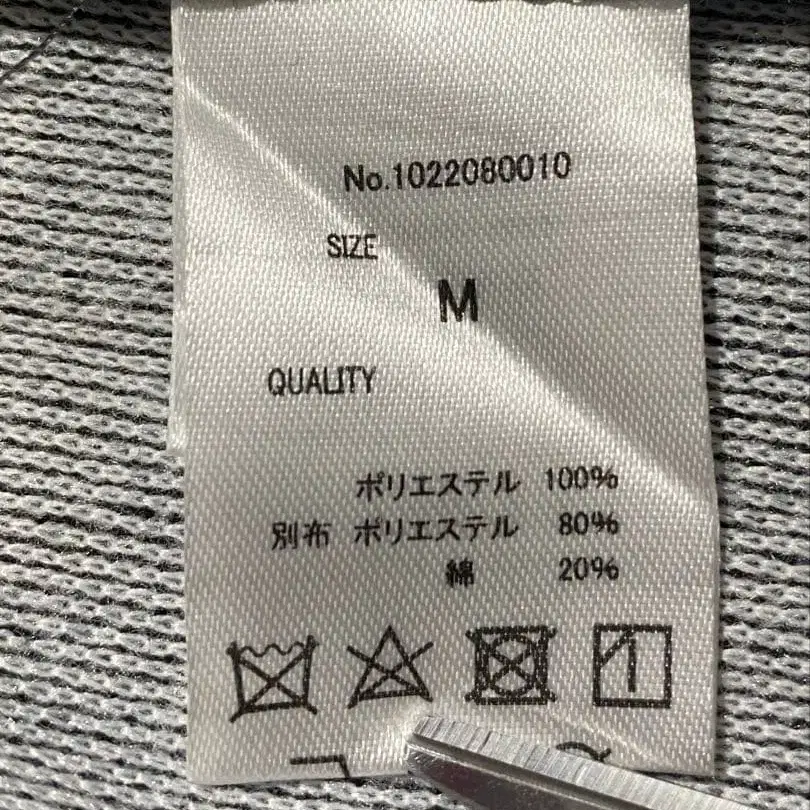 No.1022080010
SIZE
M
QUALITY
ポリエステル 100%
別布 ポリエステル 80%
綿 20%